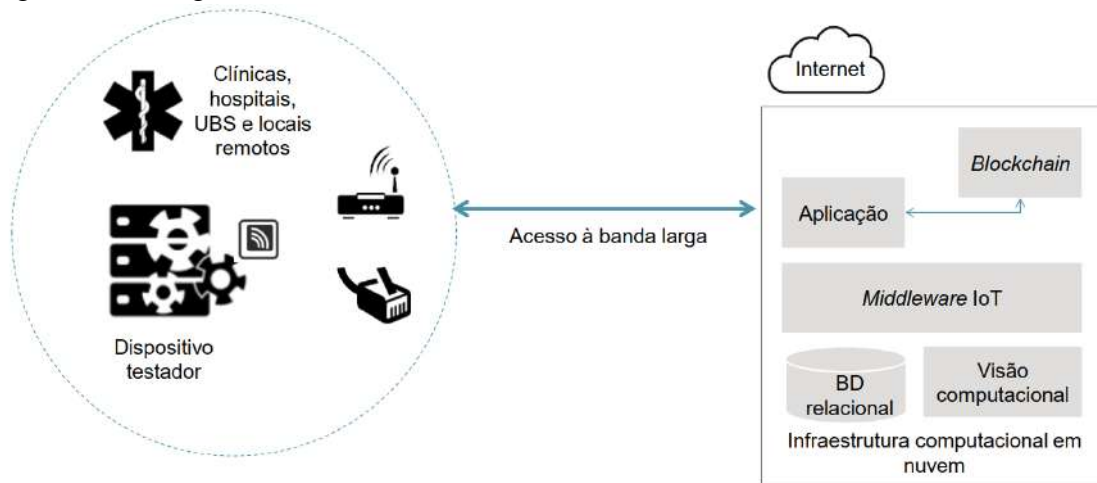 Clínicas,
hospitais,
UBS e locais
remotos
Dispositivo
testador
Acesso à banda larga
Internet
Blockchain
Aplicação
Middleware IoT
BD
relacional
Visão
computacional
Infraestrutura computacional em
nuvem